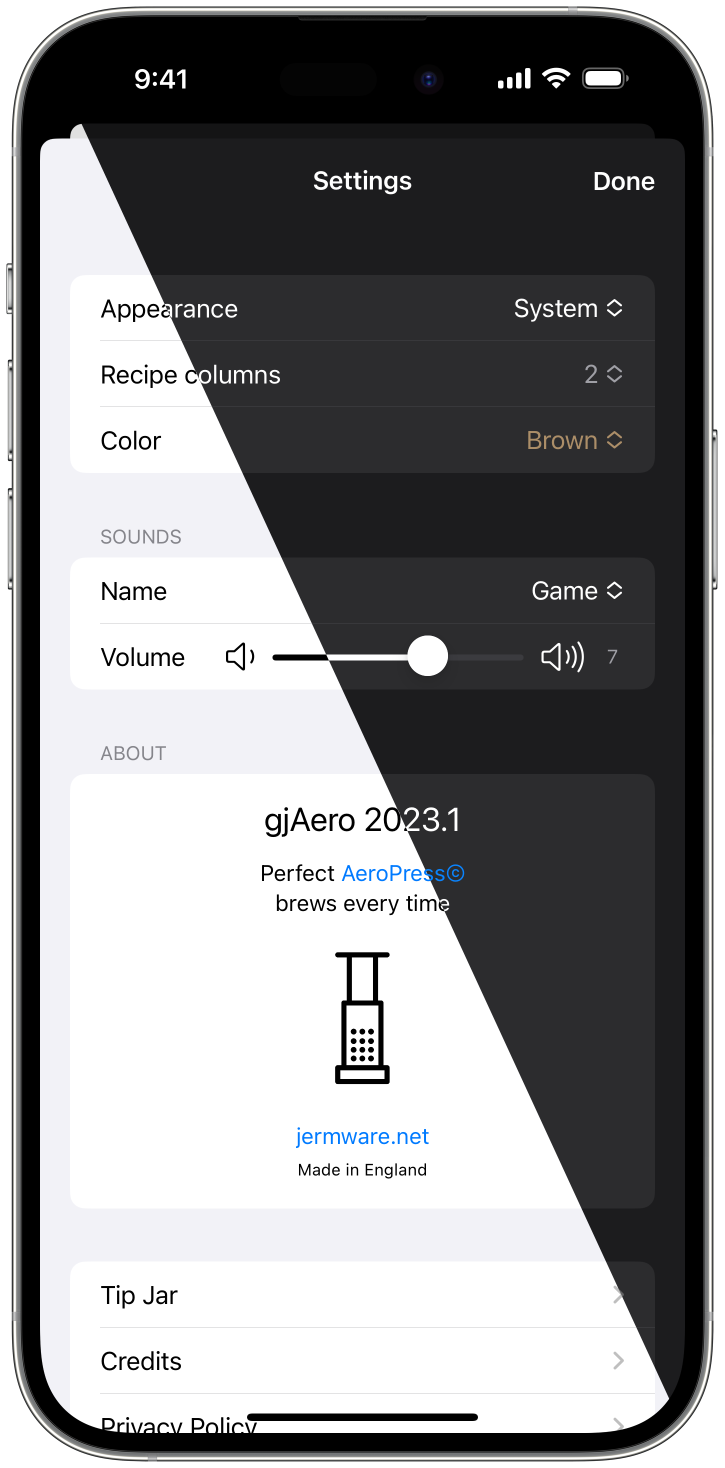 9:41
Settings Done
Appearance System
Recipe columns 2
Color Brown
SOUNDS
Name Game
Volume 7
ABOUT
gjAero 2023.1
Perfect AeroPress©
brews every time
jermware.net
Made in England
Tip Jar
Credits
Privacy Policy